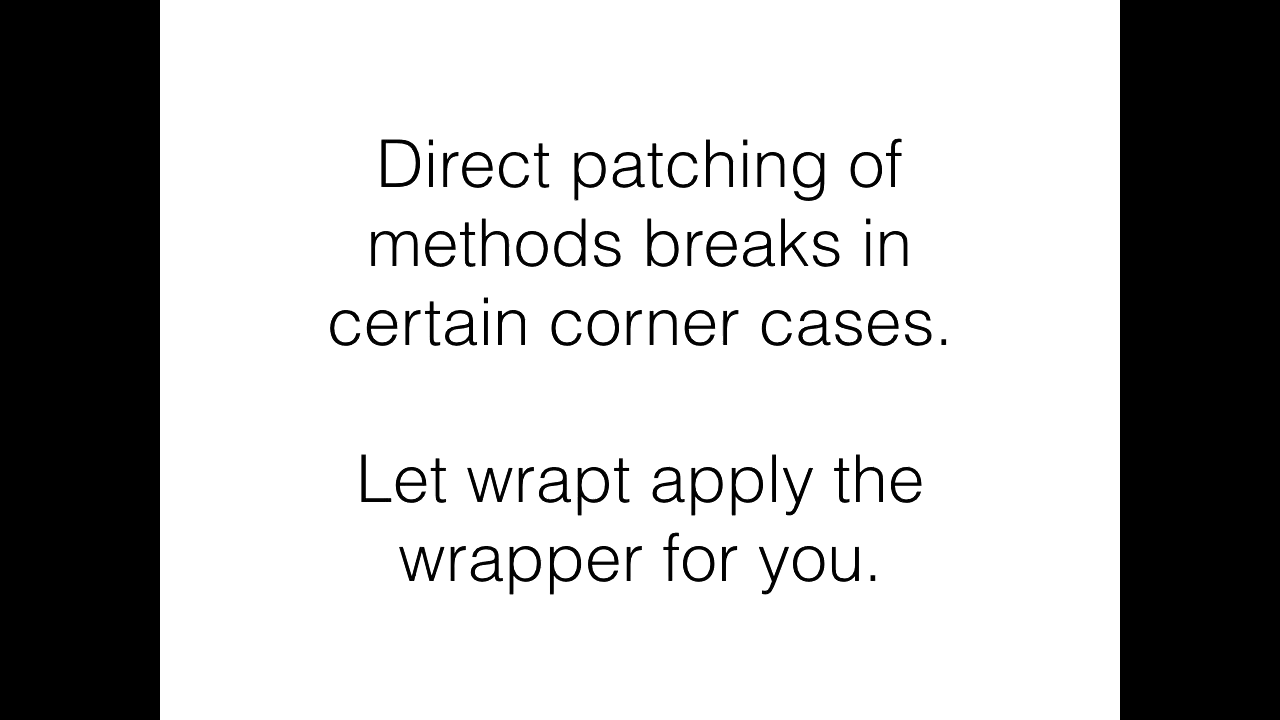 Direct patching of
methods breaks in
certain corner cases.
Let wrapt apply the
wrapper for you.